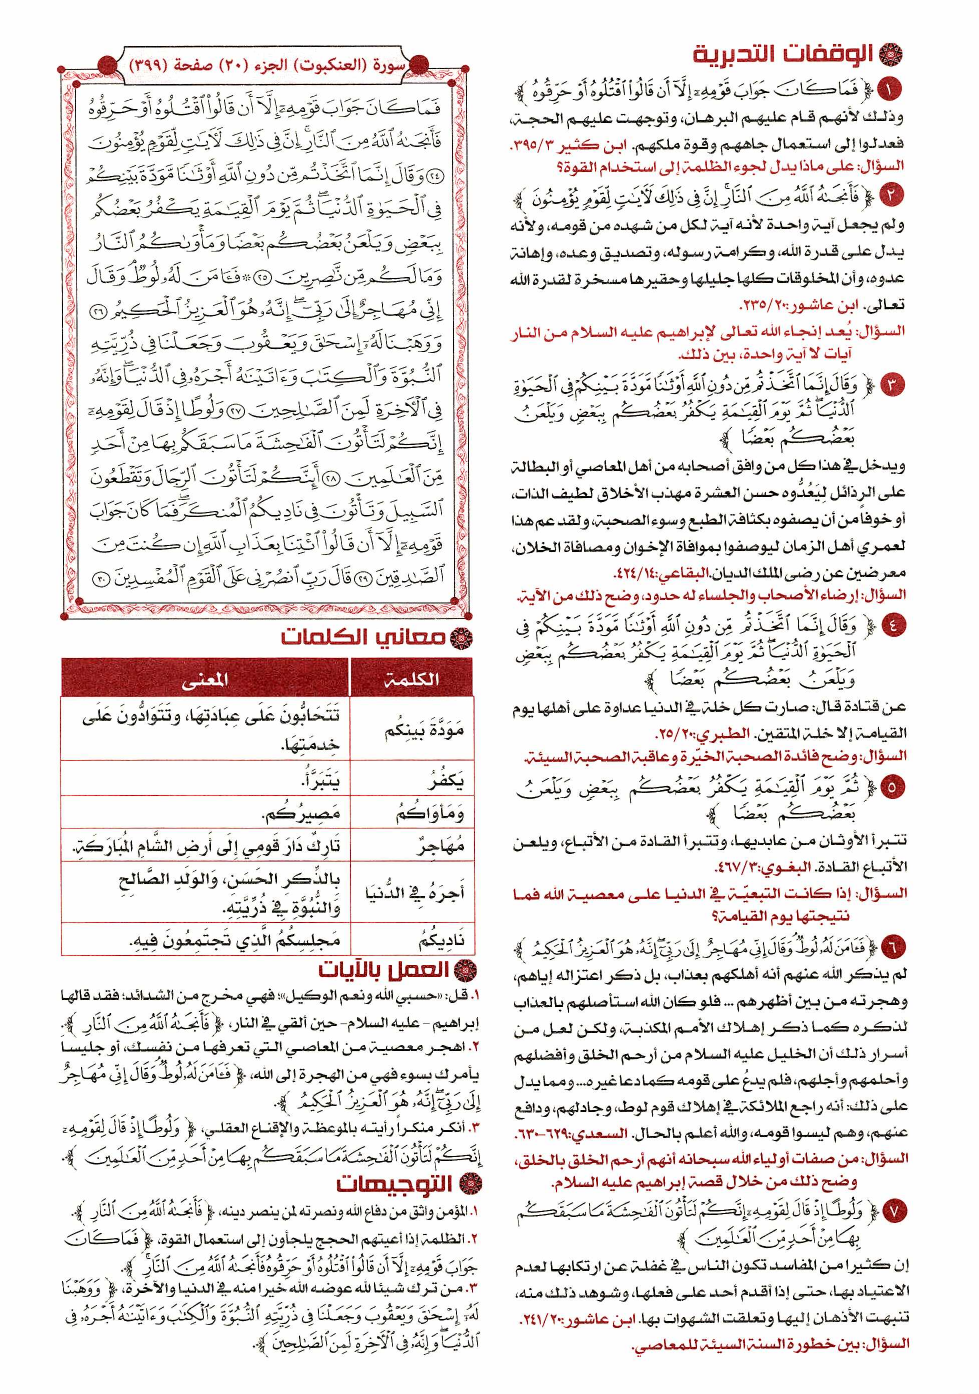 الوقفات التدبرية
١ ﴿ فَمَا كَانَ جَوَابَ قَوْمِهِۦٓ إِلَّآ أَن قَالُوا۟ ٱقْتُلُوهُ أَوْ حَرِّقُوهُ ﴾
وذلك لأنهم قام عليهم البرهان، وتوجهت عليهم الحجة،
فعدلوا إلى استعمال جاههم وقوة ملكهم. ابن كثير ٣٩٥/٣.
السؤال: على ماذا يدل لجوء الظلمة إلى استخدام القوة؟
٢ ﴿ فَأَنجَىٰهُ ٱللَّهُ مِنَ ٱلنَّارِ ۚ إِنَّ فِى ذَٰلِكَ لَءَايَٰتٍ لِّقَوْمٍ يُؤْمِنُونَ ﴾
ولم يجعل آية واحدة لأنه آية لكل من شهده من قومه، ولأنه
يدل على قدرة الله، وكرامة رسوله، وتصديق وعده، وإهانة
عدوه، وأن المخلوقات كلها جليلها وحقيرها مسخرة لقدرة الله
تعالى. ابن عاشور:٢٣٥/٢٠.
السؤال: يُعد إنجاء الله تعالى لإبراهيم عليه السلام من النار
آيات لا آية واحدة، بين ذلك.
٣ ﴿ وَقَالَ إِنَّمَا ٱتَّخَذْتُم مِّن دُونِ ٱللَّهِ أَوْثَٰنًا مَّوَدَّةَ بَيْنِكُمْ فِى ٱلْحَيَوٰةِ
ٱلدُّنْيَا ۖ ثُمَّ يَوْمَ ٱلْقِيَٰمَةِ يَكْفُرُ بَعْضُكُم بِبَعْضٍ وَيَلْعَنُ
بَعْضُكُم بَعْضًا ﴾
ويدخل في هذا كل من وافق أصحابه من أهل المعاصي أو البطالة
على الرذائل ليَعُدُّوه حسن العشرة مهذب الأخلاق لطيف الذات،
أو خوفاً من أن يصفوه بكثافة الطبع وسوء الصحبة، ولقد عم هذا
لعمري أهل الزمان ليوصفوا بموافاة الإخوان ومصافاة الخلان،
معرضين عن رضى الملك الديان.البقاعي:٤٢٤/١٤.
السؤال: إرضاء الأصحاب والجلساء له حدود، وضح ذلك من الآية.
٤ ﴿ وَقَالَ إِنَّمَا ٱتَّخَذْتُم مِّن دُونِ ٱللَّهِ أَوْثَٰنًا مَّوَدَّةَ بَيْنِكُمْ فِى
ٱلْحَيَوٰةِ ٱلدُّنْيَا ۖ ثُمَّ يَوْمَ ٱلْقِيَٰمَةِ يَكْفُرُ بَعْضُكُم بِبَعْضٍ
وَيَلْعَنُ بَعْضُكُم بَعْضًا ﴾
عن قتادة قال: صارت كل خلة في الدنيا عداوة على أهلها يوم
القيامة إلا خلة المتقين. الطبري:٢٥/٢٠.
السؤال: وضح فائدة الصحبة الخيّرة وعاقبة الصحبة السيئة.
٥ ﴿ ثُمَّ يَوْمَ ٱلْقِيَٰمَةِ يَكْفُرُ بَعْضُكُم بِبَعْضٍ وَيَلْعَنُ
بَعْضُكُم بَعْضًا ﴾
تتبرأ الأوثان من عابديها، وتتبرأ القادة من الأتباع، ويلعن
الأتباع القادة. البغوي:٤٦٧/٣.
السؤال: إذا كانت التبعيّة في الدنيا على معصية الله فما
نتيجتها يوم القيامة؟
٦ ﴿ فَـَٔامَنَ لَهُۥ لُوطٌ ۘ وَقَالَ إِنِّى مُهَاجِرٌ إِلَىٰ رَبِّىٓ ۖ إِنَّهُۥ هُوَ ٱلْعَزِيزُ ٱلْحَكِيمُ ﴾
لم يذكر الله عنهم أنه أهلكهم بعذاب، بل ذكر اعتزاله إياهم،
وهجرته من بين أظهرهم ... فلو كان الله استأصلهم بالعذاب
لذكره كما ذكر إهلاك الأمم المكذبة، ولكن لعل من
أسرار ذلك أن الخليل عليه السلام من أرحم الخلق وأفضلهم
وأحلمهم وأجلهم، فلم يدعُ على قومه كما دعا غيره... ومما يدل
على ذلك: أنه راجع الملائكة في إهلاك قوم لوط، وجادلهم، ودافع
عنهم، وهم ليسوا قومه، والله أعلم بالحال. السعدي:٦٢٩-٦٣٠.
السؤال: من صفات أولياء الله سبحانه أنهم أرحم الخلق بالخلق،
وضح ذلك من خلال قصة إبراهيم عليه السلام.
٧ ﴿ وَلُوطًا إِذْ قَالَ لِقَوْمِهِۦٓ إِنَّكُمْ لَتَأْتُونَ ٱلْفَٰحِشَةَ مَا سَبَقَكُم
بِهَا مِنْ أَحَدٍ مِّنَ ٱلْعَٰلَمِينَ ﴾
إن كثيرا من المفاسد تكون الناس في غفلة عن ارتكابها لعدم
الاعتياد بها، حتى إذا أقدم أحد على فعلها، وشوهد ذلك منه،
تنبهت الأذهان إليها وتعلقت الشهوات بها. ابن عاشور:٢٤١/٢٠.
السؤال: بين خطورة السنة السيئة للمعاصي.
سورة (العنكبوت) الجزء (٢٠) صفحة (٣٩٩)
فَمَا كَانَ جَوَابَ قَوْمِهِۦٓ إِلَّآ أَن قَالُوا۟ ٱقْتُلُوهُ أَوْ حَرِّقُوهُ
فَأَنجَىٰهُ ٱللَّهُ مِنَ ٱلنَّارِ ۚ إِنَّ فِى ذَٰلِكَ لَءَايَٰتٍ لِّقَوْمٍ يُؤْمِنُونَ
٢٤ وَقَالَ إِنَّمَا ٱتَّخَذْتُم مِّن دُونِ ٱللَّهِ أَوْثَٰنًا مَّوَدَّةَ بَيْنِكُمْ
فِى ٱلْحَيَوٰةِ ٱلدُّنْيَا ۖ ثُمَّ يَوْمَ ٱلْقِيَٰمَةِ يَكْفُرُ بَعْضُكُم
بِبَعْضٍ وَيَلْعَنُ بَعْضُكُم بَعْضًا وَمَأْوَىٰكُمُ ٱلنَّارُ
وَمَا لَكُم مِّن نَّٰصِرِينَ ٢٥ ۞ فَـَٔامَنَ لَهُۥ لُوطٌ ۘ وَقَالَ
إِنِّى مُهَاجِرٌ إِلَىٰ رَبِّىٓ ۖ إِنَّهُۥ هُوَ ٱلْعَزِيزُ ٱلْحَكِيمُ ٢٦
وَوَهَبْنَا لَهُۥٓ إِسْحَٰقَ وَيَعْقُوبَ وَجَعَلْنَا فِى ذُرِّيَّتِهِ
ٱلنُّبُوَّةَ وَٱلْكِتَٰبَ وَءَاتَيْنَٰهُ أَجْرَهُۥ فِى ٱلدُّنْيَا ۖ وَإِنَّهُۥ
فِى ٱلْءَاخِرَةِ لَمِنَ ٱلصَّٰلِحِينَ ٢٧ وَلُوطًا إِذْ قَالَ لِقَوْمِهِۦٓ
إِنَّكُمْ لَتَأْتُونَ ٱلْفَٰحِشَةَ مَا سَبَقَكُم بِهَا مِنْ أَحَدٍ
مِّنَ ٱلْعَٰلَمِينَ ٢٨ أَئِنَّكُمْ لَتَأْتُونَ ٱلرِّجَالَ وَتَقْطَعُونَ
ٱلسَّبِيلَ وَتَأْتُونَ فِى نَادِيكُمُ ٱلْمُنكَرَ ۖ فَمَا كَانَ جَوَابَ
قَوْمِهِۦٓ إِلَّآ أَن قَالُوا۟ ٱئْتِنَا بِعَذَابِ ٱللَّهِ إِن كُنتَ مِنَ
ٱلصَّٰدِقِينَ ٢٩ قَالَ رَبِّ ٱنصُرْنِى عَلَى ٱلْقَوْمِ ٱلْمُفْسِدِينَ ٣٠
معاني الكلمات
الكلمة المعنى
مَوَدَّةَ بَينِكُم تَتَحَابُّونَ عَلَى عِبَادَتِهَا، وَتَتَوَادُّونَ عَلَى
خِدمَتِهَا.
يَكفُرُ يَتَبَرَّأُ.
وَمَأوَاكُمُ مَصِيرُكُم.
مُهَاجِرٌ تَارِكٌ دَارَ قَومِي إِلَى أَرضِ الشَّامِ المُبَارَكَةِ.
أَجرَهُ فِي الدُّنيَا بِالذِّكرِ الحَسَنِ، وَالوَلَدِ الصَّالِحِ
وَالنُّبُوَّةِ فِي ذُرِّيَّتِهِ.
نَادِيكُمُ مَجلِسِكُمُ الَّذِي تَجتَمِعُونَ فِيهِ.
العمل بالآيات
١. قل: «حسبي الله ونعم الوكيل»؛ فهي مخرج من الشدائد؛ فقد قالها
إبراهيم - عليه السلام- حين ألقي في النار، ﴿ فَأَنجَىٰهُ ٱللَّهُ مِنَ ٱلنَّارِ ﴾.
٢. اهجر معصية من المعاصي التي تعرفها من نفسك، أو جليسا
يأمرك بسوء فهي من الهجرة إلى الله، ﴿ فَـَٔامَنَ لَهُۥ لُوطٌ ۘ وَقَالَ إِنِّى مُهَاجِرٌ
إِلَىٰ رَبِّىٓ ۖ إِنَّهُۥ هُوَ ٱلْعَزِيزُ ٱلْحَكِيمُ ﴾.
٣. أنكر منكراً رأيته بالموعظة والإقناع العقلي، ﴿ وَلُوطًا إِذْ قَالَ لِقَوْمِهِۦٓ
إِنَّكُمْ لَتَأْتُونَ ٱلْفَٰحِشَةَ مَا سَبَقَكُم بِهَا مِنْ أَحَدٍ مِّنَ ٱلْعَٰلَمِينَ ﴾.
التوجيهات
١. المؤمن واثق من دفاع الله ونصرته لمن ينصر دينه، ﴿ فَأَنجَىٰهُ ٱللَّهُ مِنَ ٱلنَّارِ ﴾.
٢. الظلمة إذا أعيتهم الحجج يلجأون إلى استعمال القوة، ﴿ فَمَا كَانَ
جَوَابَ قَوْمِهِۦٓ إِلَّآ أَن قَالُوا۟ ٱقْتُلُوهُ أَوْ حَرِّقُوهُ فَأَنجَىٰهُ ٱللَّهُ مِنَ ٱلنَّارِ ﴾.
٣. من ترك شيئا لله عوضه الله خيرا منه في الدنيا والآخرة، ﴿ وَوَهَبْنَا
لَهُۥٓ إِسْحَٰقَ وَيَعْقُوبَ وَجَعَلْنَا فِى ذُرِّيَّتِهِ ٱلنُّبُوَّةَ وَٱلْكِتَٰبَ وَءَاتَيْنَٰهُ أَجْرَهُۥ فِى
ٱلدُّنْيَا ۖ وَإِنَّهُۥ فِى ٱلْءَاخِرَةِ لَمِنَ ٱلصَّٰلِحِينَ ﴾.